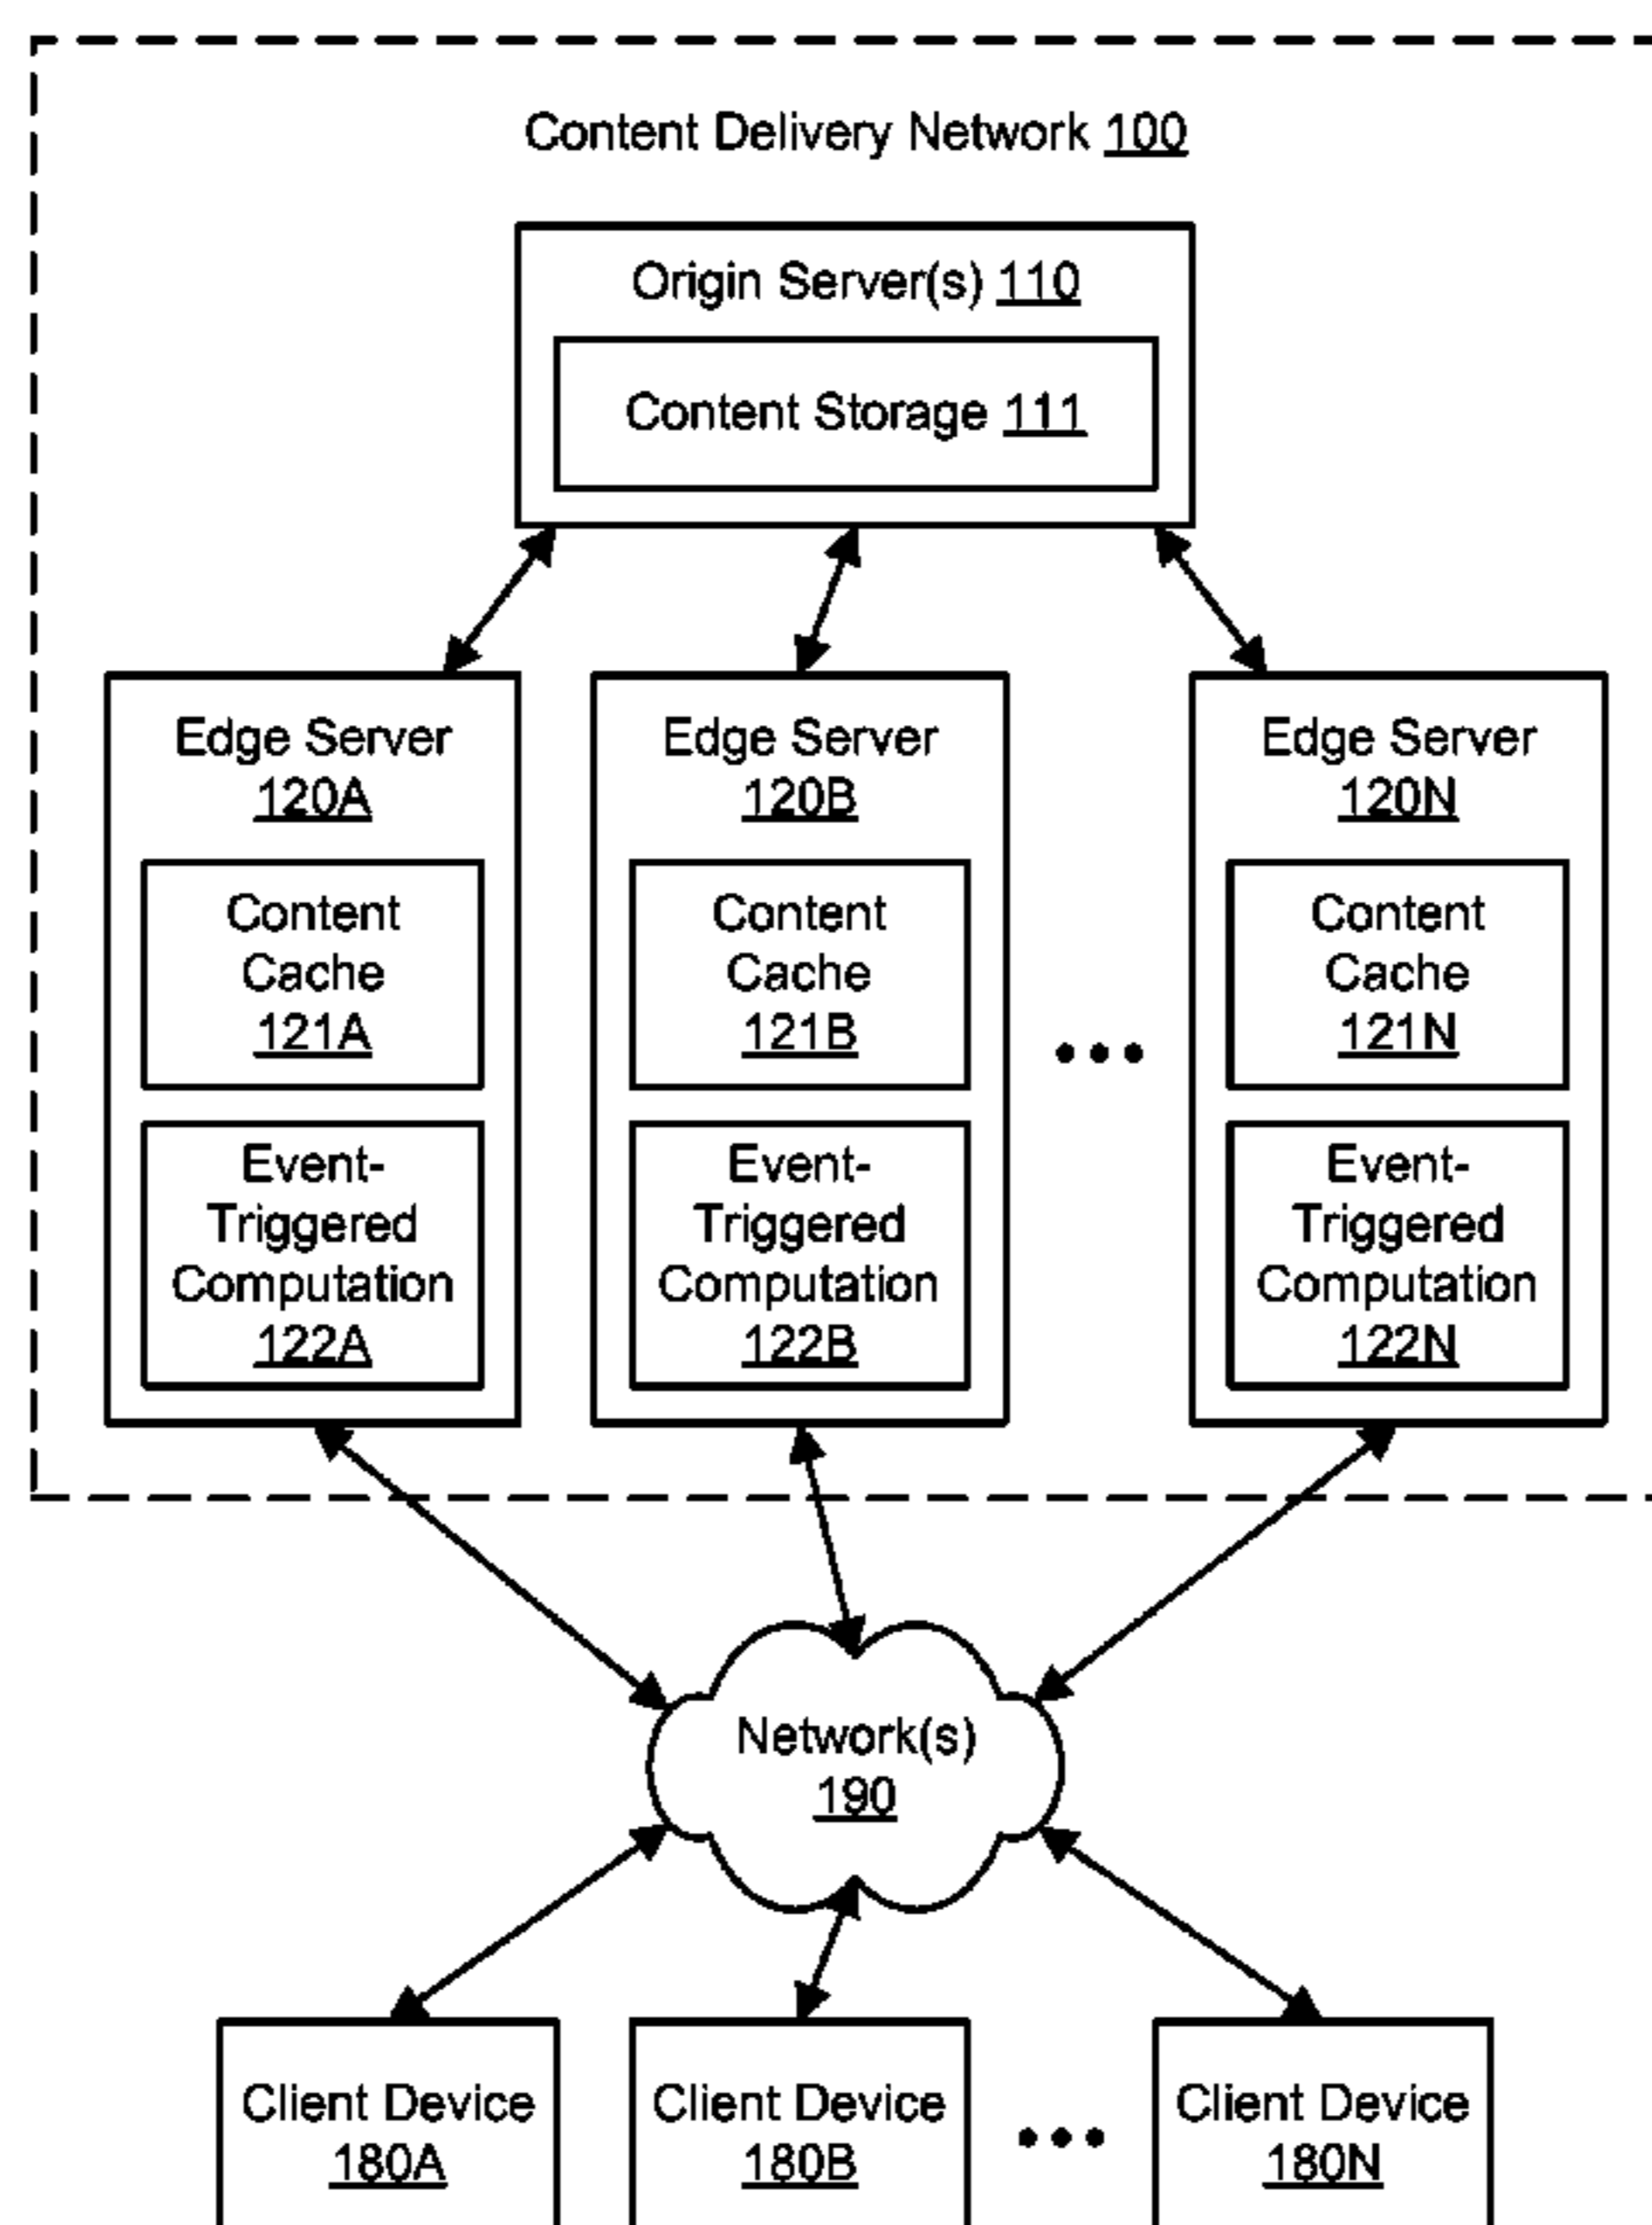 Content Delivery Network 100
Origin Server(s) 110
Content Storage 111
Edge Server
120A
Content
Cache
121A
Event-
Triggered
Computation
122A
Edge Server
120B
Content
Cache
121B
Event-
Triggered
Computation
122B
Edge Server
120N
Content
Cache
121N
Event-
Triggered
Computation
122N
Network(s)
190
Client Device
180A
Client Device
180B
Client Device
180N